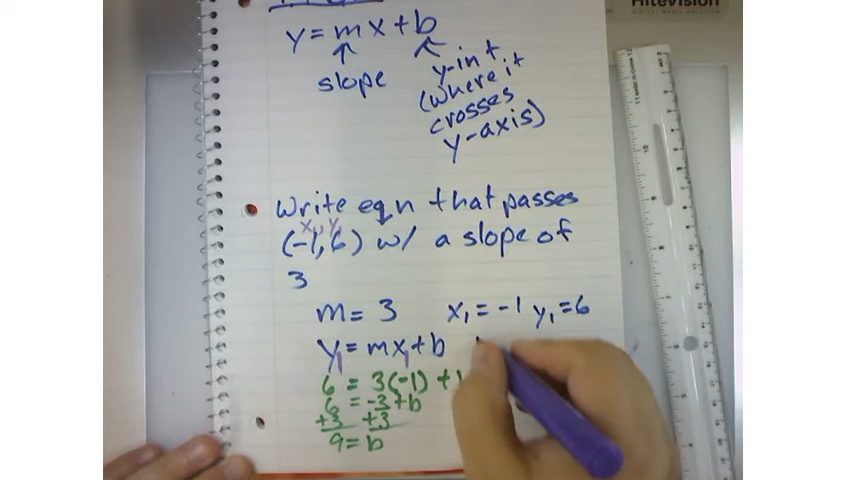 HiteVision
y = mx + b
slope
y-int
(where it
crosses
y-axis)
Write eqn that passes
x₁, y₁
(-1, 6) w/ a slope of
3
m = 3 x₁ = -1 y₁ = 6
y₁ = mx₁ + b
6 = 3(-1) +
6 = -3 + b
+3 +3
9 = b